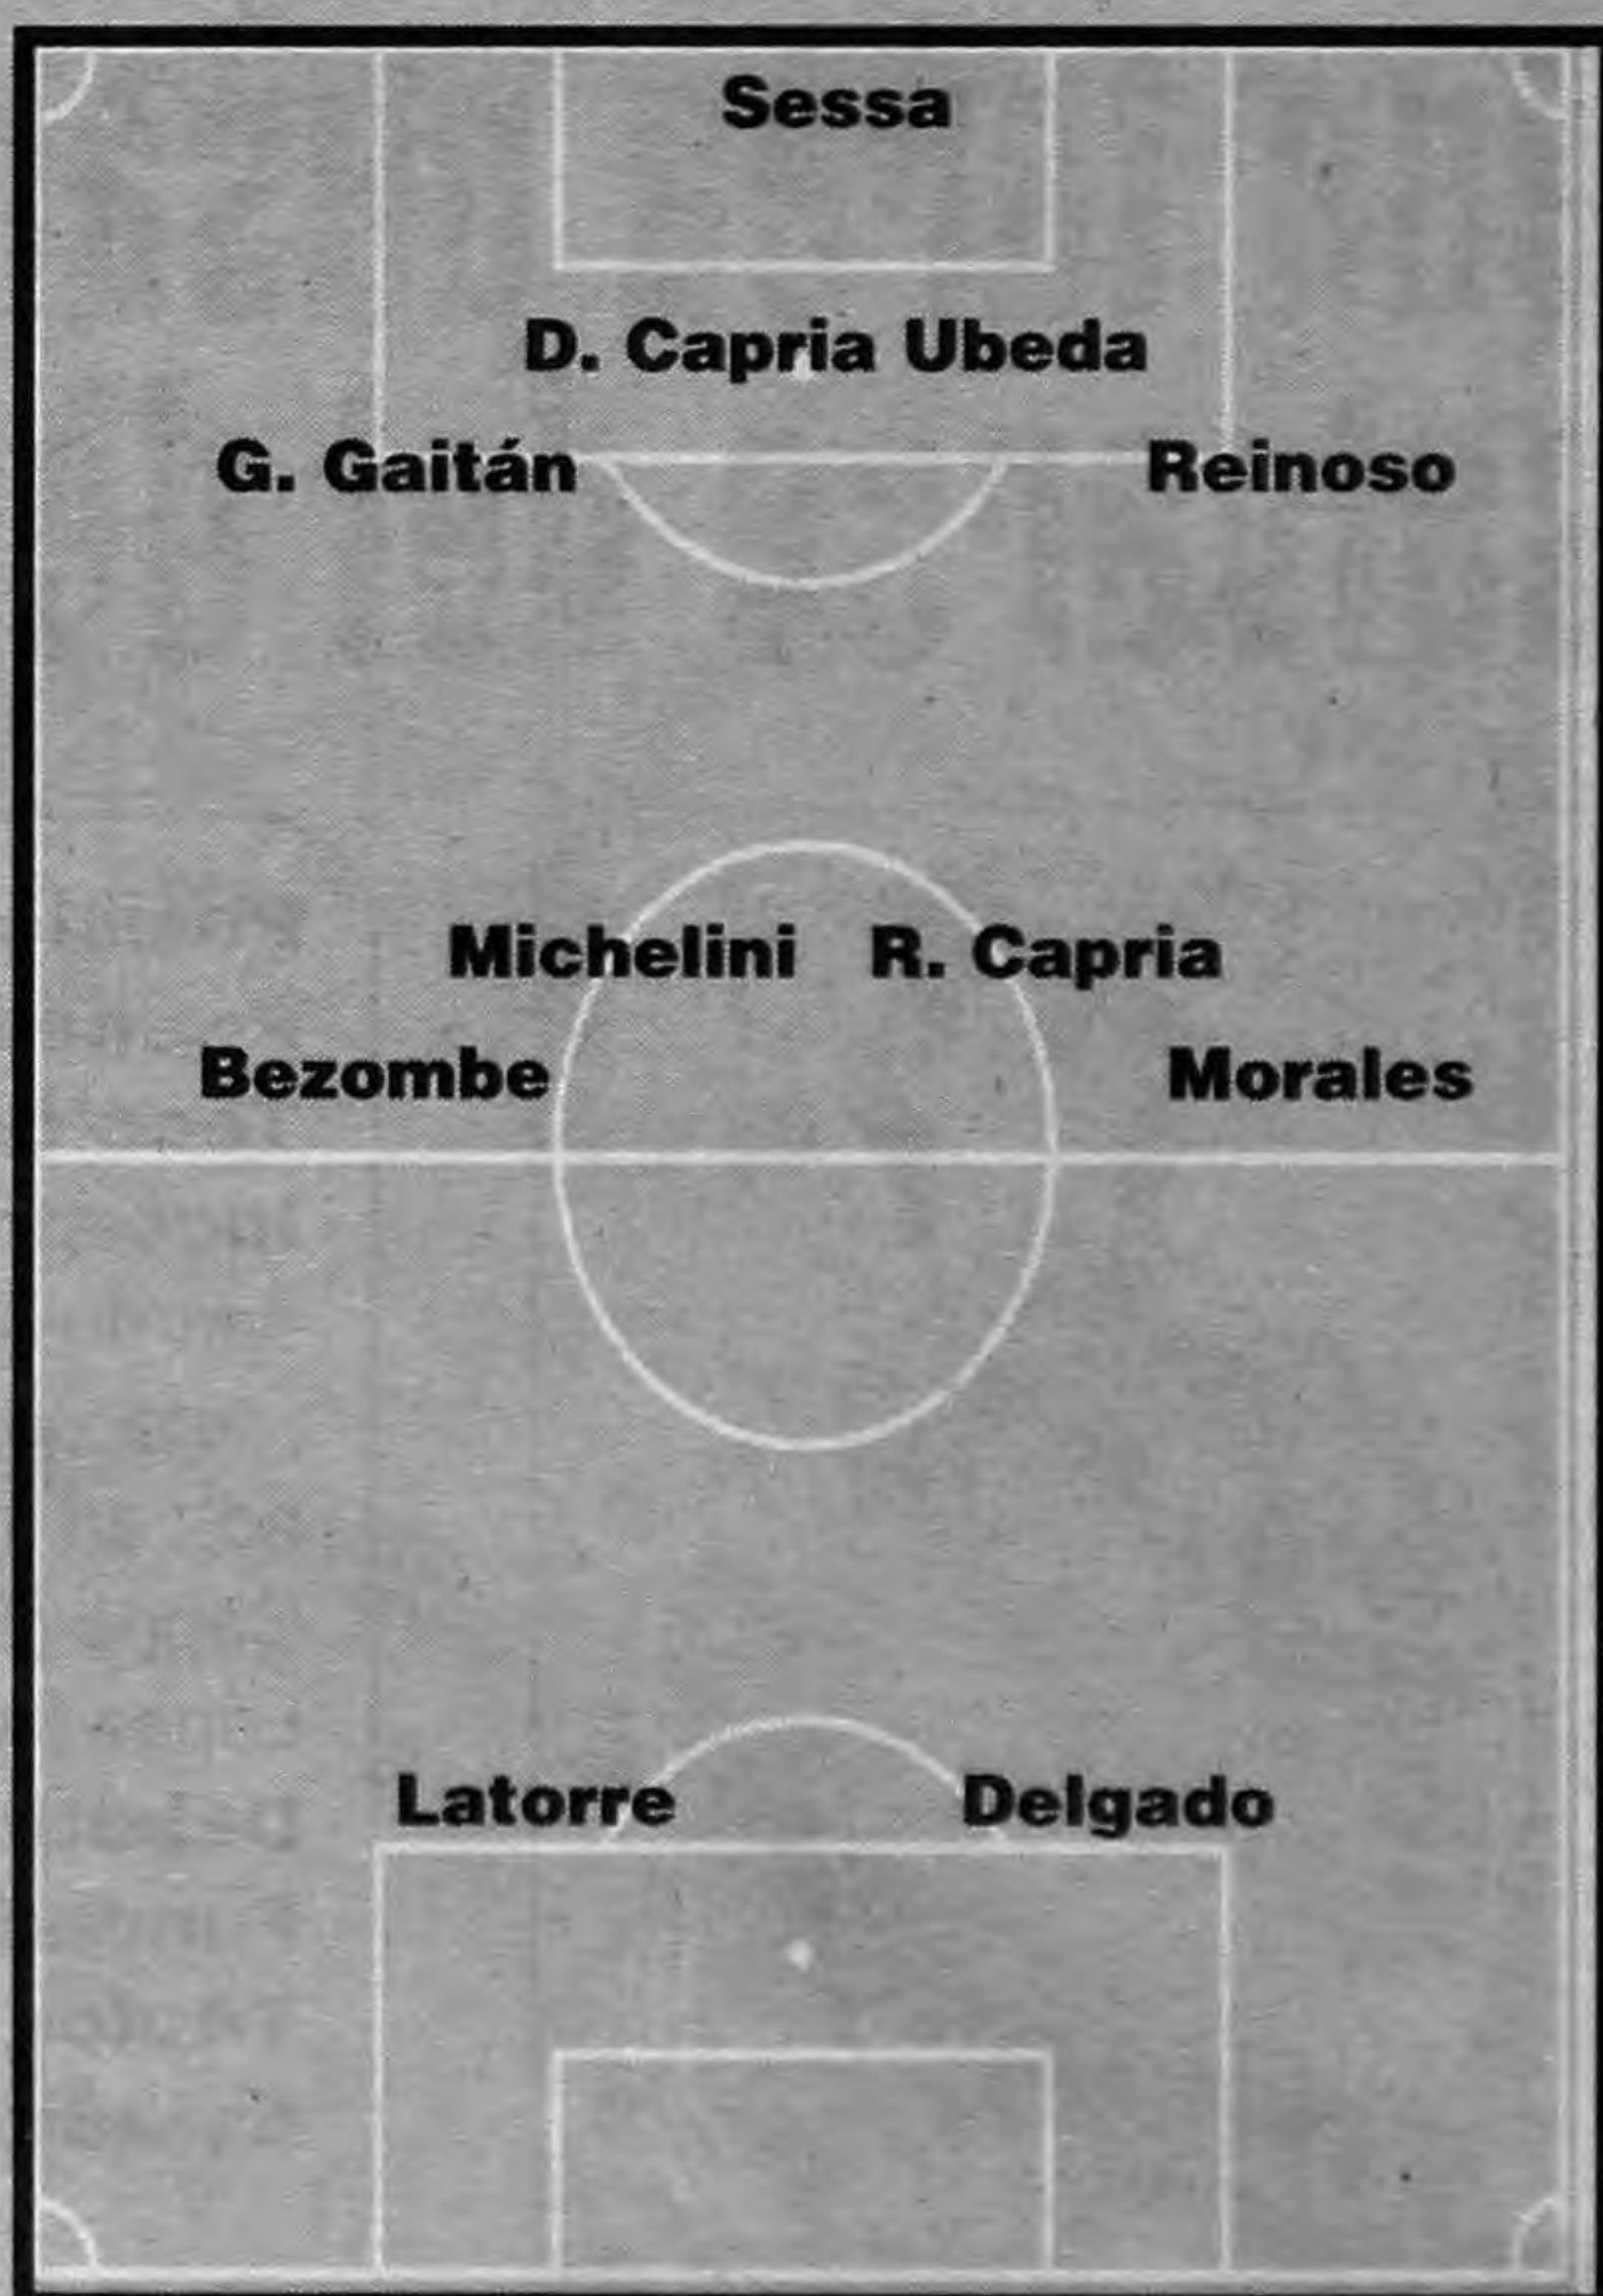 Sessa
D. Capria Ubeda
G. Gaitán Reinoso
Michelini R. Capria
Bezombe Morales
Latorre Delgado